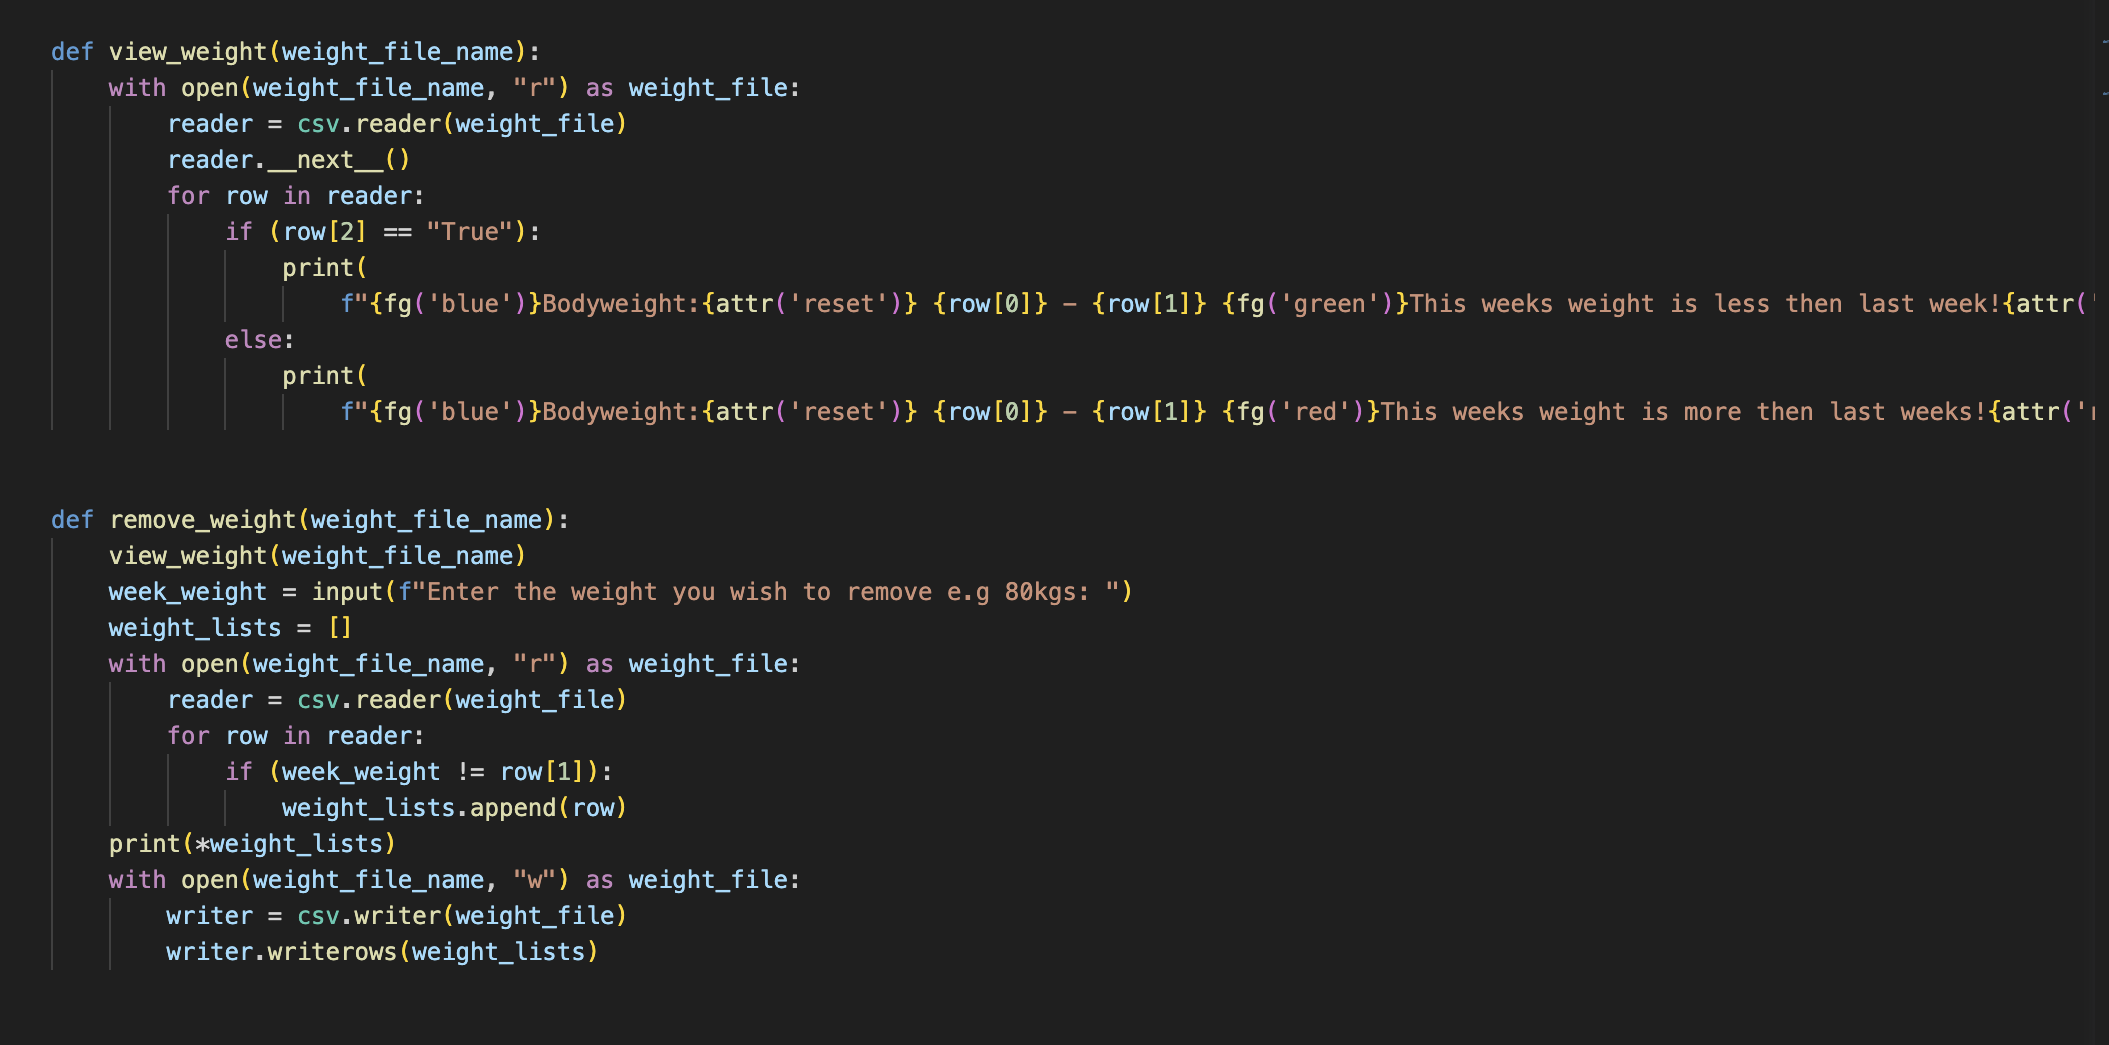 def view_weight(weight_file_name):
    with open(weight_file_name, "r") as weight_file:
        reader = csv.reader(weight_file)
        reader.__next__()
        for row in reader:
            if (row[2] == "True"):
                print(
                    f"{fg('blue')}Bodyweight:{attr('reset')} {row[0]} - {row[1]} {fg('green')}This weeks weight is less then last week!{attr('
            else:
                print(
                    f"{fg('blue')}Bodyweight:{attr('reset')} {row[0]} - {row[1]} {fg('red')}This weeks weight is more then last weeks!{attr('
def remove_weight(weight_file_name):
    view_weight(weight_file_name)
    week_weight = input(f"Enter the weight you wish to remove e.g 80kgs: ")
    weight_lists = []
    with open(weight_file_name, "r") as weight_file:
        reader = csv.reader(weight_file)
        for row in reader:
            if (week_weight != row[1]):
                weight_lists.append(row)
    print(*weight_lists)
    with open(weight_file_name, "w") as weight_file:
        writer = csv.writer(weight_file)
        writer.writerows(weight_lists)